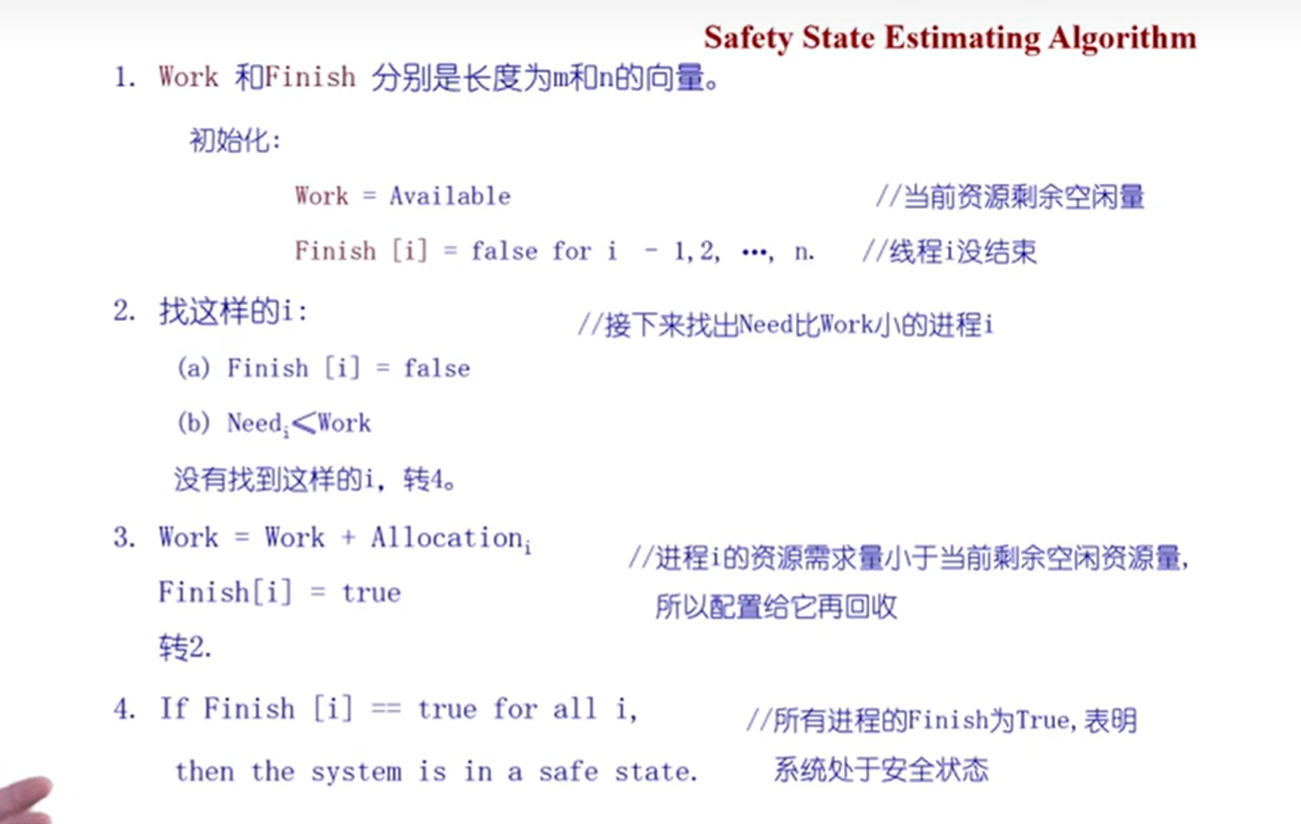 Safety State Estimating Algorithm
1. Work 和Finish 分别是长度为m和n的向量。
初始化:
Work = Available //当前资源剩余空闲量
Finish [i] = false for i - 1,2, …, n. //线程i没结束
2. 找这样的i: //接下来找出Need比Work小的进程i
(a) Finish [i] = false
(b) Needi≤Work
没有找到这样的i，转4。
3. Work = Work + Allocationi //进程i的资源需求量小于当前剩余空闲资源量,
Finish[i] = true 所以配置给它再回收
转2.
4. If Finish [i] == true for all i, //所有进程的Finish为True,表明
then the system is in a safe state. 系统处于安全状态